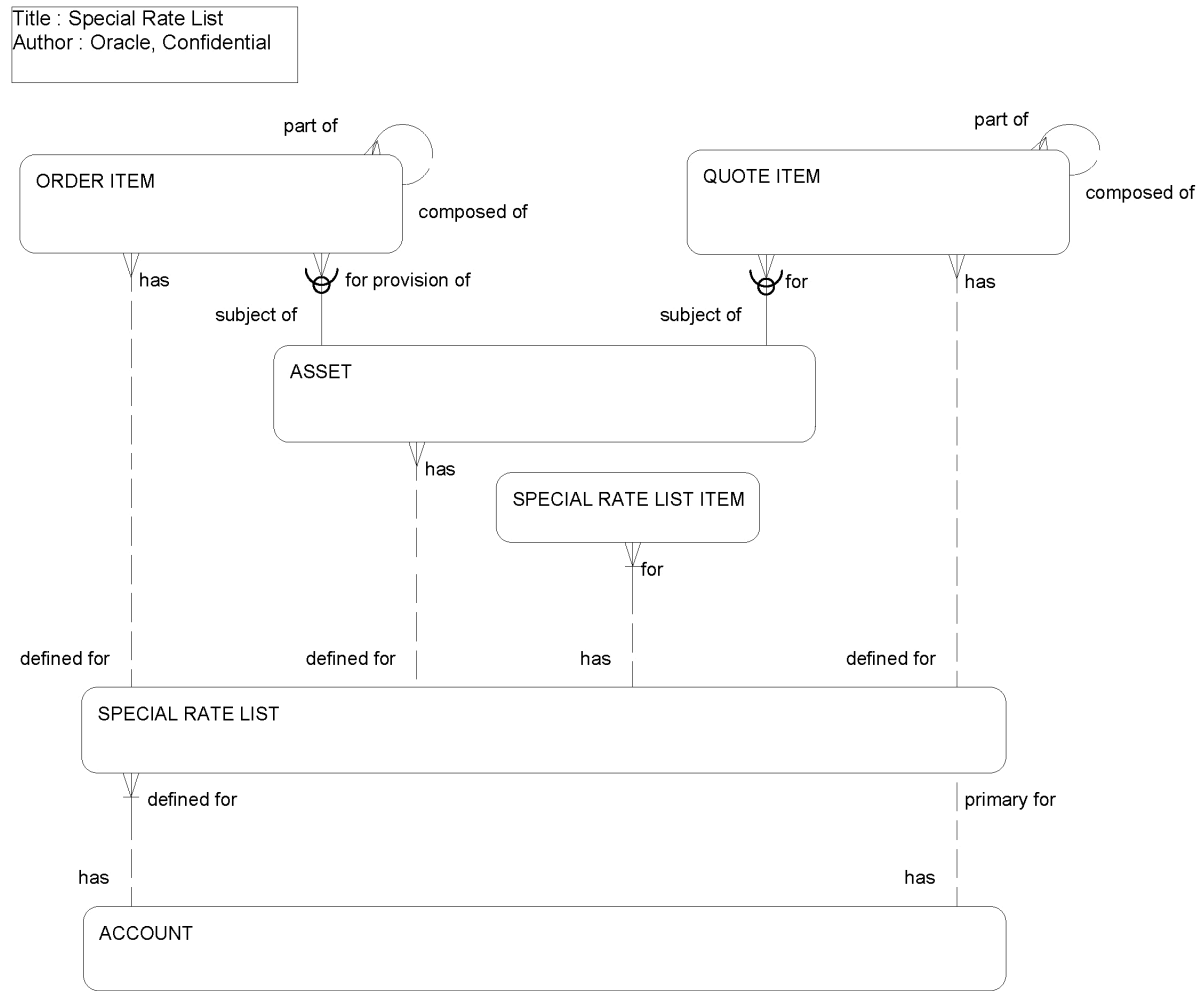 Title : Special Rate List
Author : Oracle, Confidential
part of
part of
ORDER ITEM
QUOTE ITEM
composed of
composed of
has
for provision of
for
has
subject of
subject of
ASSET
has
SPECIAL RATE LIST ITEM
for
defined for
defined for
has
defined for
SPECIAL RATE LIST
defined for
primary for
has
has
ACCOUNT